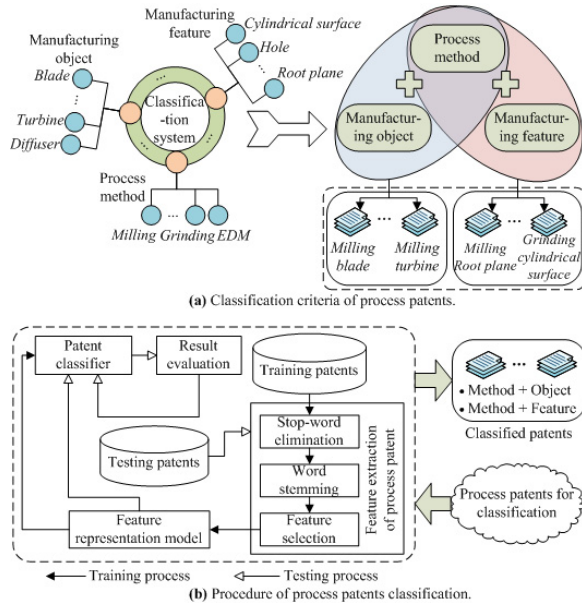 Manufacturing
object
Blade
Turbine
Diffuser
Manufacturing
feature
Cylindrical surface
Hole
Root plane
Classifica
-tion
system
Process
method
Milling Grinding EDM
Process
method
Manufactur-
ing object
Manufactur-
ing feature
Milling
blade
Milling
turbine
Milling
Root plane
Grinding
cylindrical
surface
(a) Classification criteria of process patents.
Patent
classifier
Result
evaluation
Training patents
Testing patents
Stop-word
elimination
Word
stemming
Feature
selection
Feature extraction
of process patent
Feature
representation model
• Method + Object
• Method + Feature
Classified patents
Process patents for
classification
Training process
Testing process
(b) Procedure of process patents classification.